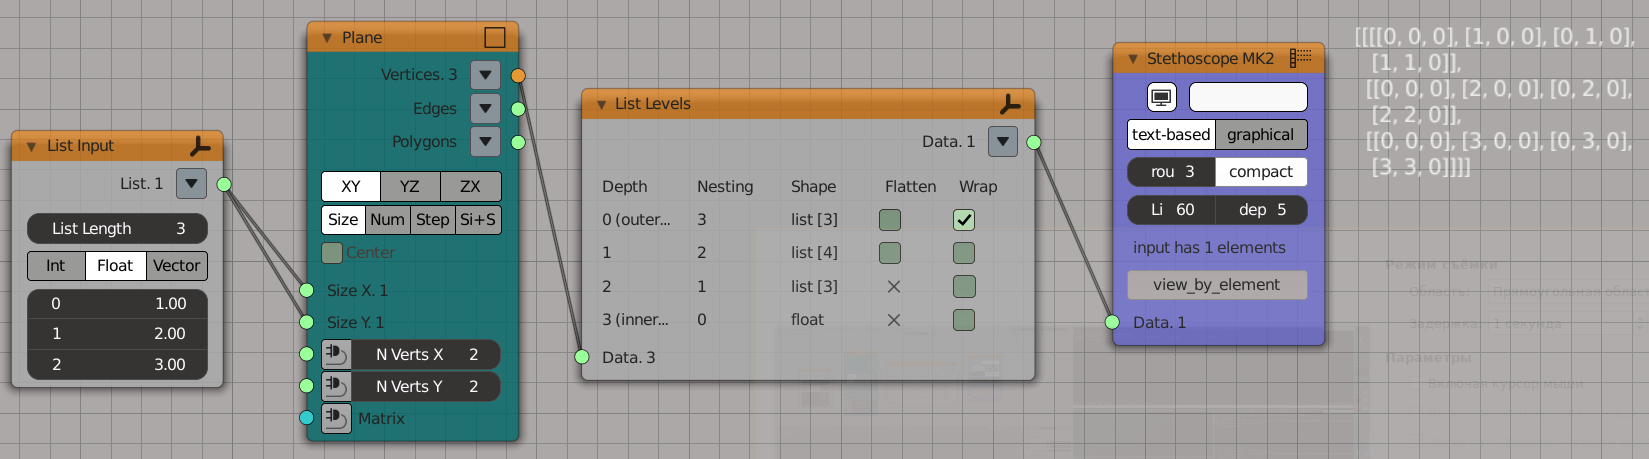 List Input
List. 1
List Length 3
Int Float Vector
0 1.00
1 2.00
2 3.00
Plane
Vertices. 3
Edges
Polygons
XY YZ ZX
Size Num Step Si+S
Center
Size X. 1
Size Y. 1
N Verts X 2
N Verts Y 2
Matrix
List Levels
Data. 1
Depth Nesting Shape Flatten Wrap
0 (outer... 3 list [3]
1 2 list [4]
2 1 list [3]
3 (inner... 0 float
Data. 3
Stethoscope MK2
text-based graphical
rou 3 compact
Li 60 dep 5
input has 1 elements
view_by_element
Data. 1
[[[[0, 0, 0], [1, 0, 0], [0, 1, 0],
[1, 1, 0]],
[[0, 0, 0], [2, 0, 0], [0, 2, 0],
[2, 2, 0]],
[[0, 0, 0], [3, 0, 0], [0, 3, 0],
[3, 3, 0]]]]
Режим съёмки
Область: Прямоугольная област
Задержка: 1 секунда
Параметры
Включая курсор мыши